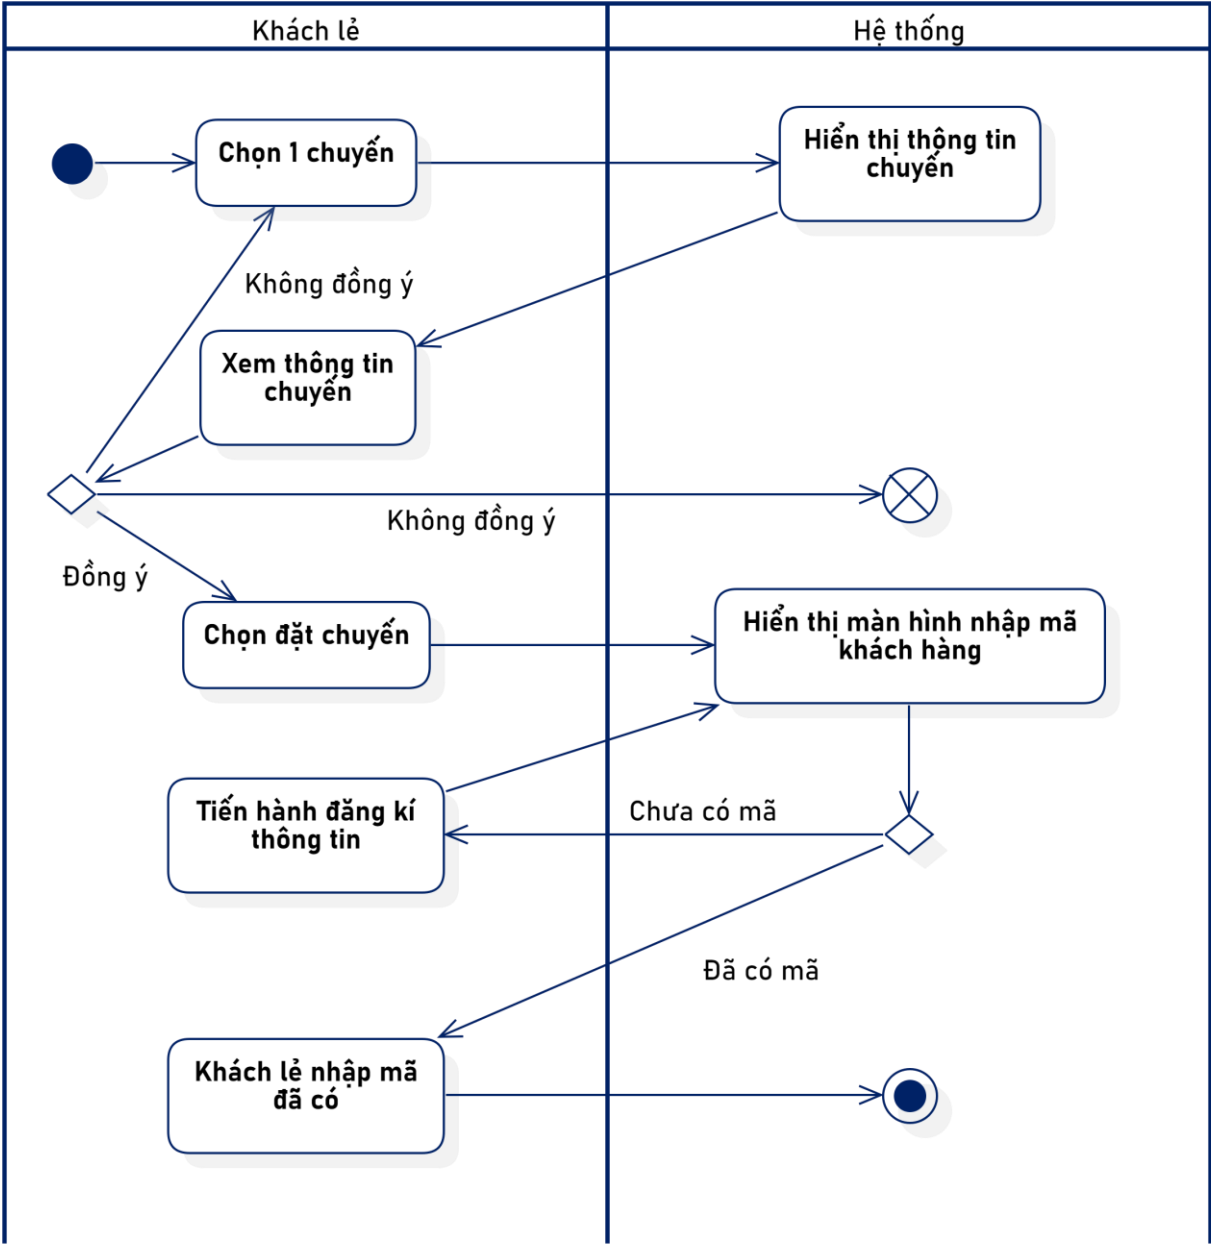 Khách lẻ
Hệ thống
Chọn 1 chuyến
Hiển thị thông tin
chuyến
Không đồng ý
Xem thông tin
chuyến
Không đồng ý
Đồng ý
Chọn đặt chuyến
Hiển thị màn hình nhập mã
khách hàng
Tiến hành đăng kí
thông tin
Chưa có mã
Đã có mã
Khách lẻ nhập mã
đã có